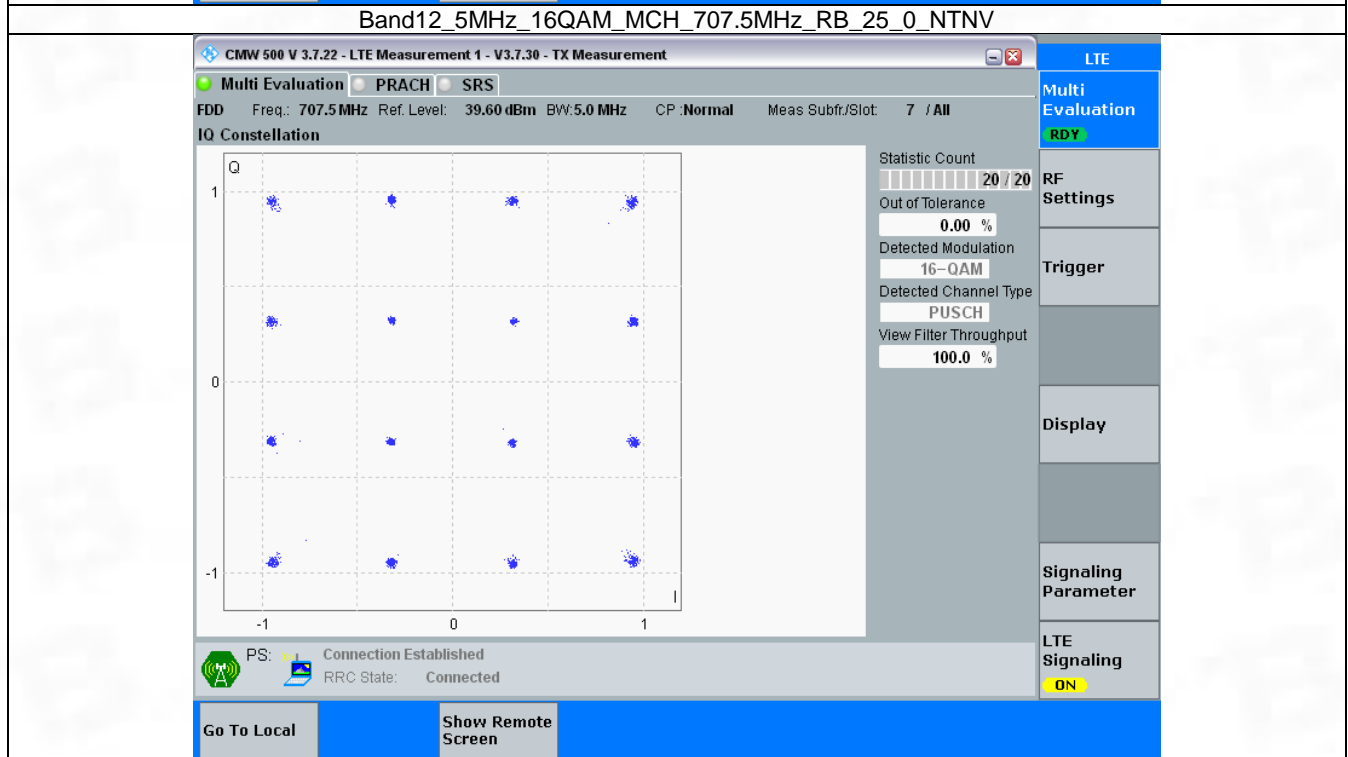 Band12_5MHz_16QAM_MCH_707.5MHz_RB_25_0_NTNV
CMW 500 V 3.7.22 - LTE Measurement 1 - V3.7.30 - TX Measurement
LTE
Multi Evaluation PRACH SRS
FDD Freq.: 707.5 MHz Ref. Level: 39.60 dBm BW:5.0 MHz CP :Normal Meas Subfr./Slot: 7 / All
IQ Constellation
Q
1
0
-1
-1 0 1
I
Statistic Count
20 / 20
Out of Tolerance
0.00 %
Detected Modulation
16-QAM
Detected Channel Type
PUSCH
View Filter Throughput
100.0 %
Multi
Evaluation
RDY
RF
Settings
Trigger
Display
Signaling
Parameter
LTE
Signaling
ON
PS: Connection Established
RRC State: Connected
Go To Local
Show Remote
Screen